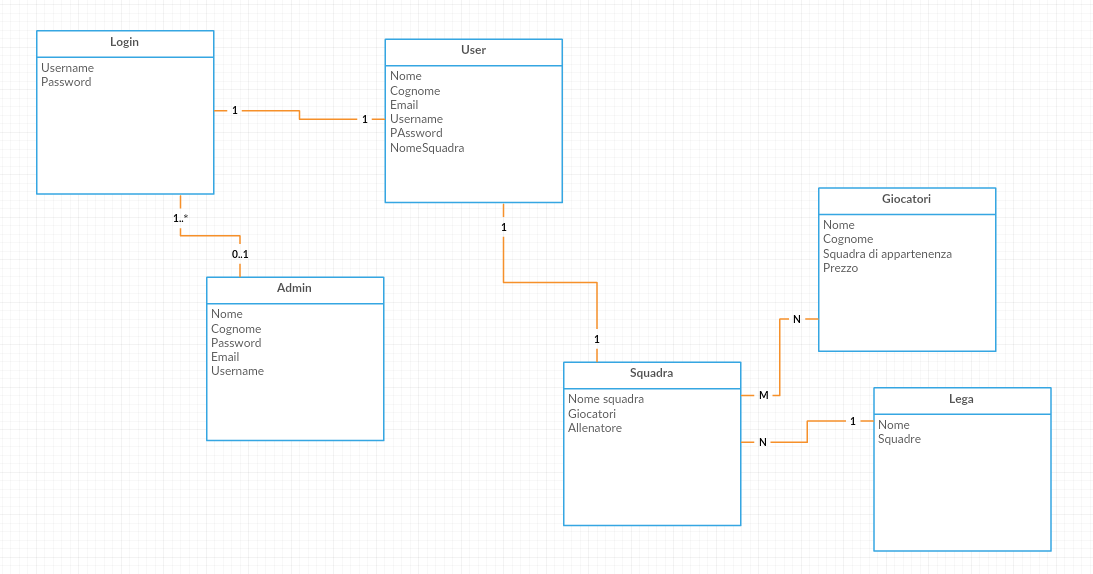 Login
Username
Password
1
1
User
Nome
Cognome
Email
Username
PAssword
NomeSquadra
1..*
0..1
Admin
Nome
Cognome
Password
Email
Username
1
1
Giocatori
Nome
Cognome
Squadra di appartenenza
Prezzo
N
M
Squadra
Nome squadra
Giocatori
Allenatore
N
1
Lega
Nome
Squadre